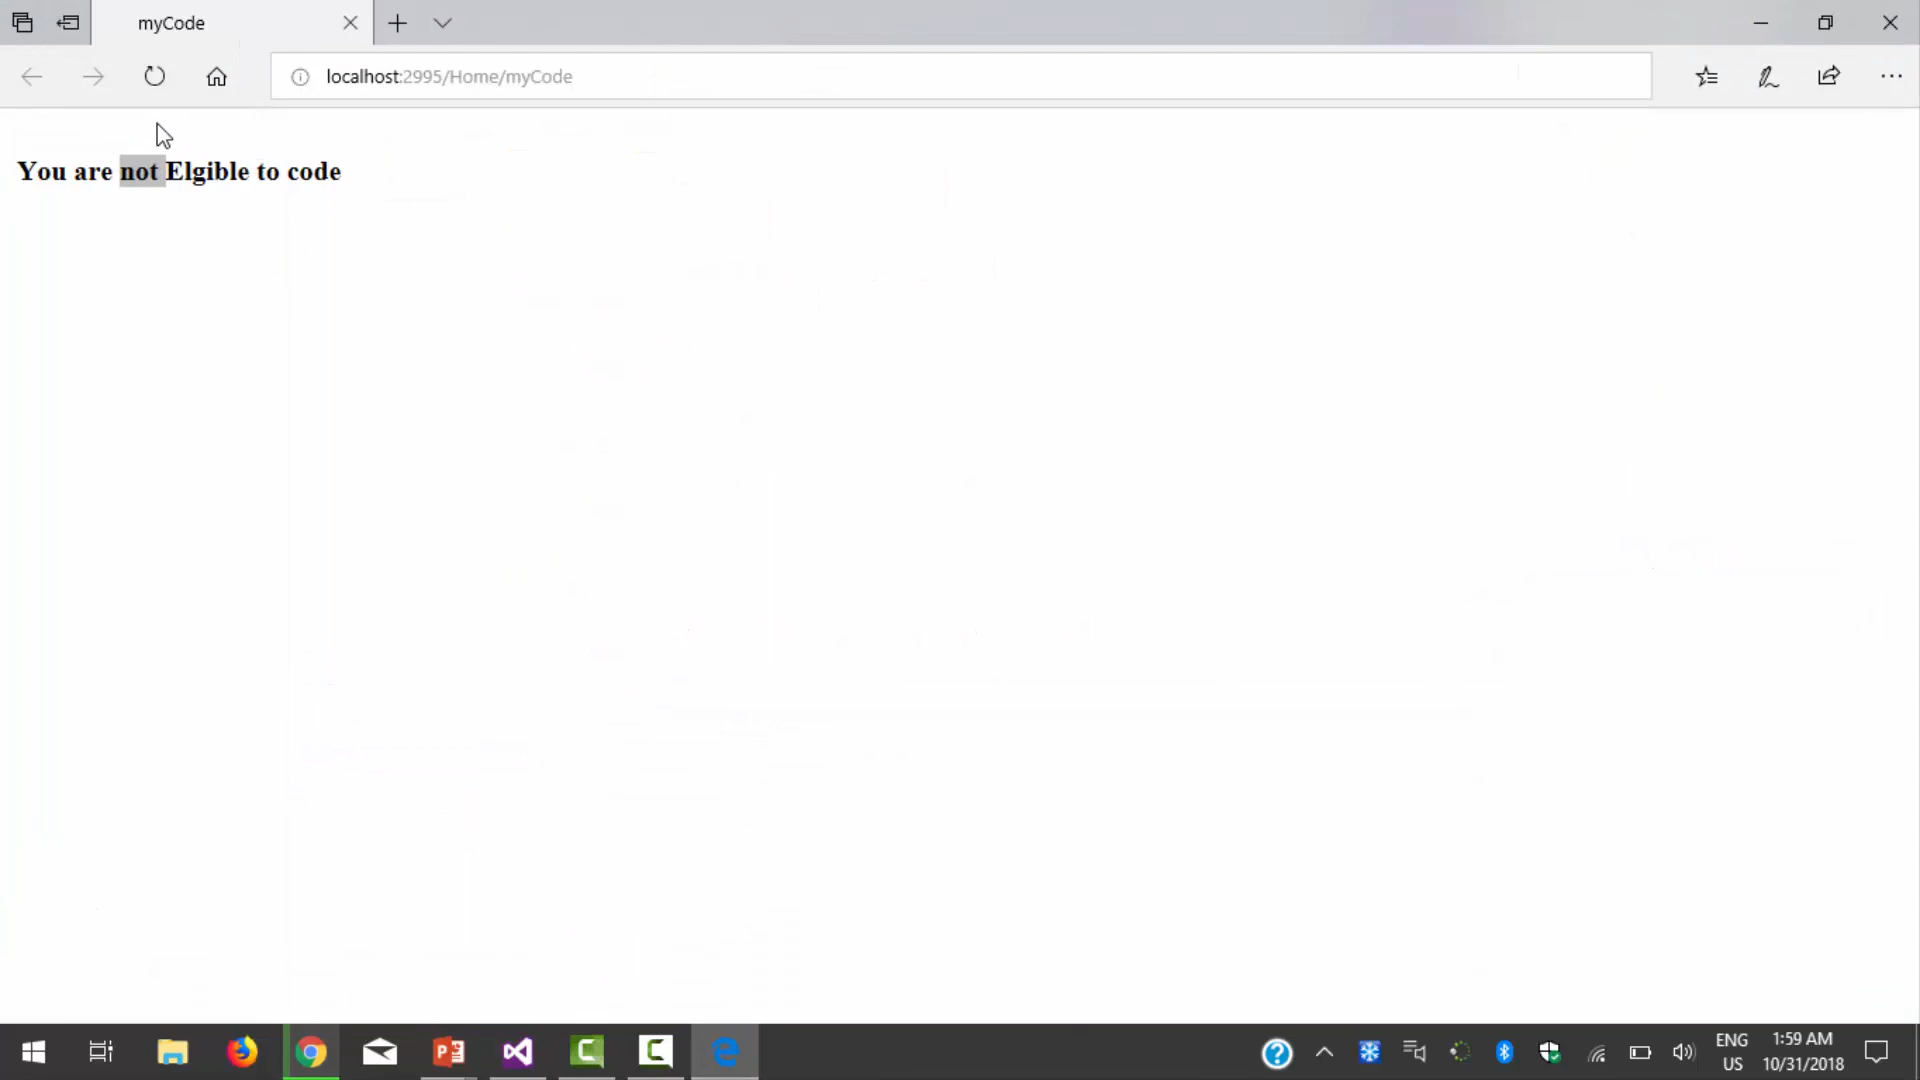 myCode
localhost:2995/Home/myCode
You are not Elgible to code
ENG 1:59 AM
US 10/31/2018